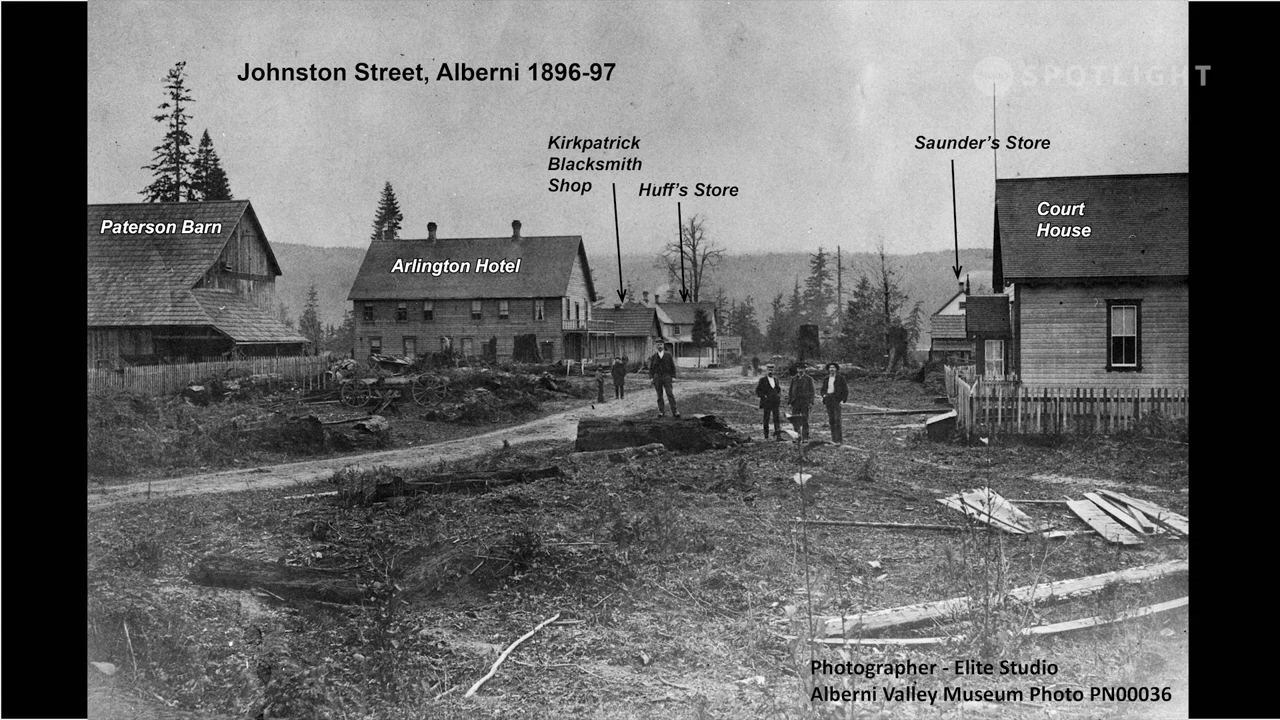 Johnston Street, Alberni 1896-97
SPOTLIGHT
Kirkpatrick
Blacksmith
Shop
Huff's Store
Saunder's Store
Paterson Barn
Arlington Hotel
Court
House
Photographer - Elite Studio
Alberni Valley Museum Photo PN00036